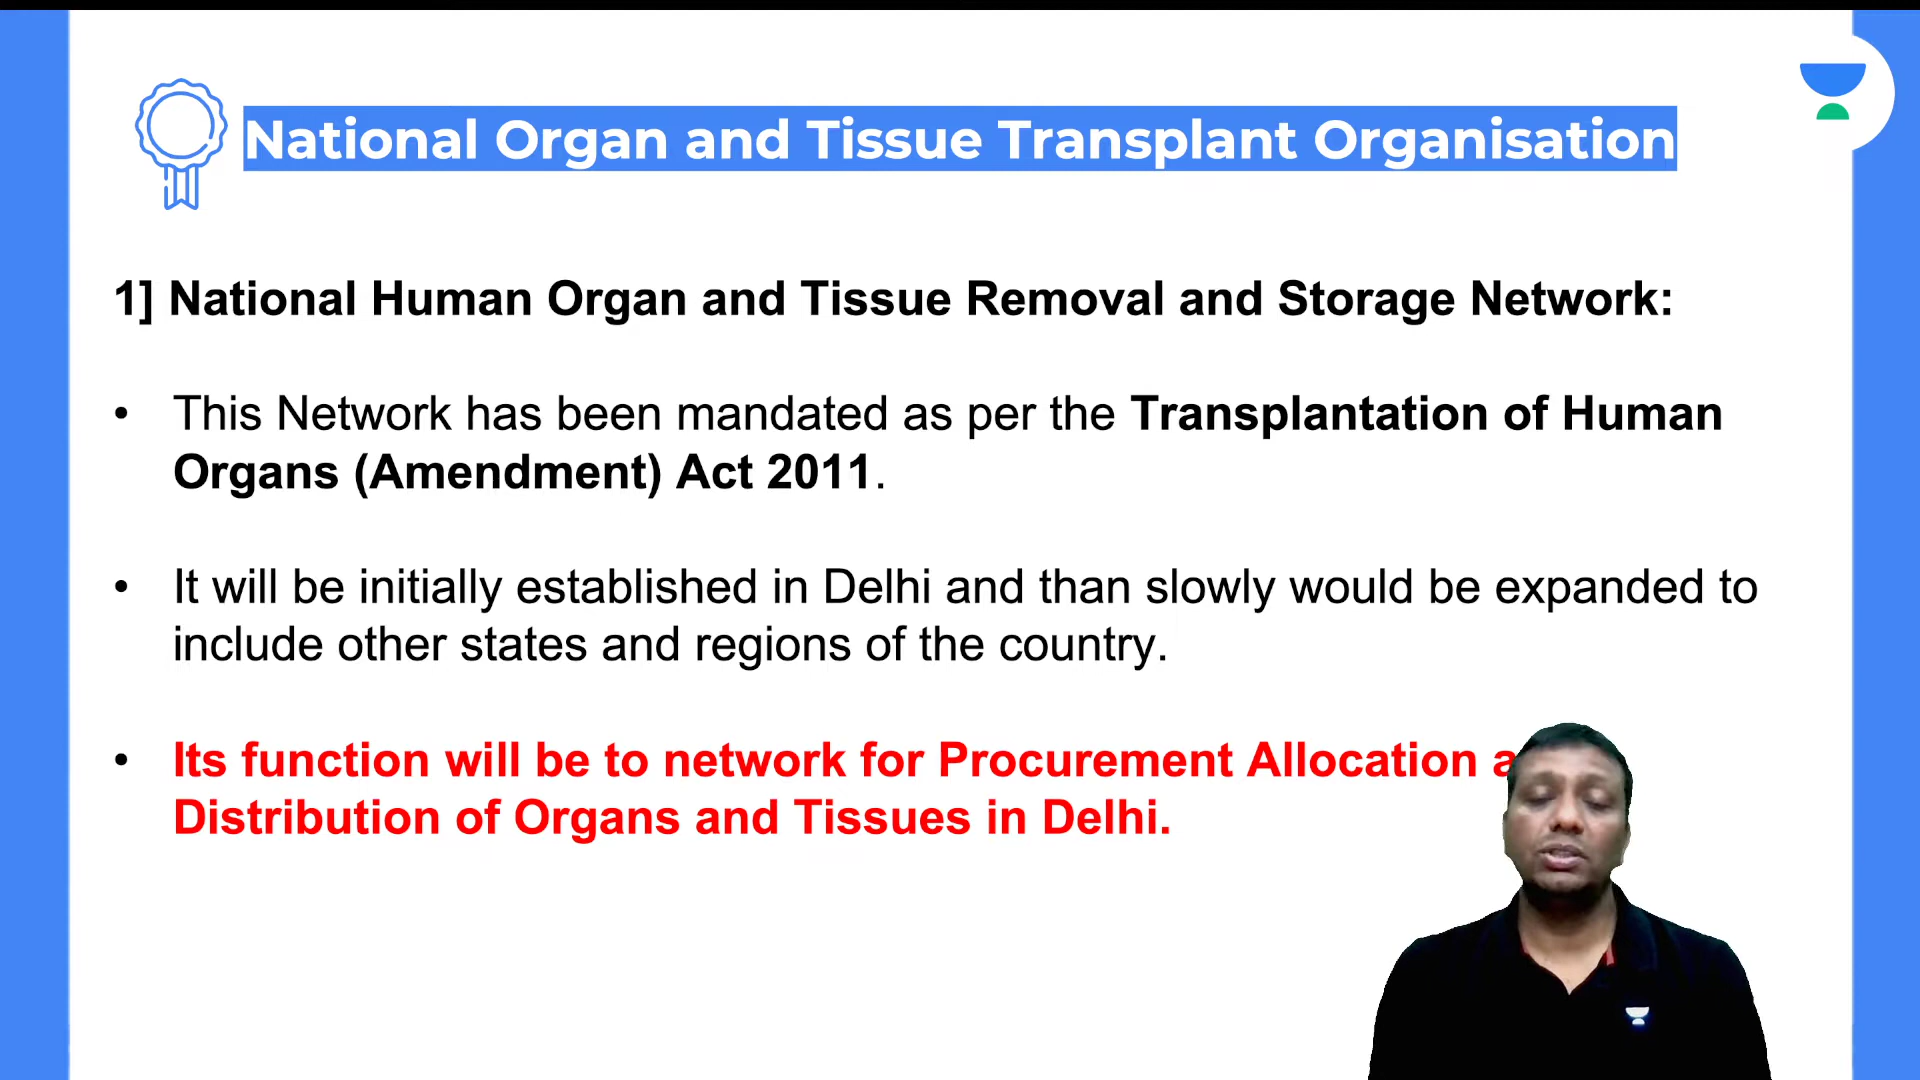 National Organ and Tissue Transplant Organisation
1] National Human Organ and Tissue Removal and Storage Network:
• This Network has been mandated as per the Transplantation of Human
Organs (Amendment) Act 2011.
• It will be initially established in Delhi and than slowly would be expanded to
include other states and regions of the country.
• Its function will be to network for Procurement Allocation
Distribution of Organs and Tissues in Delhi.